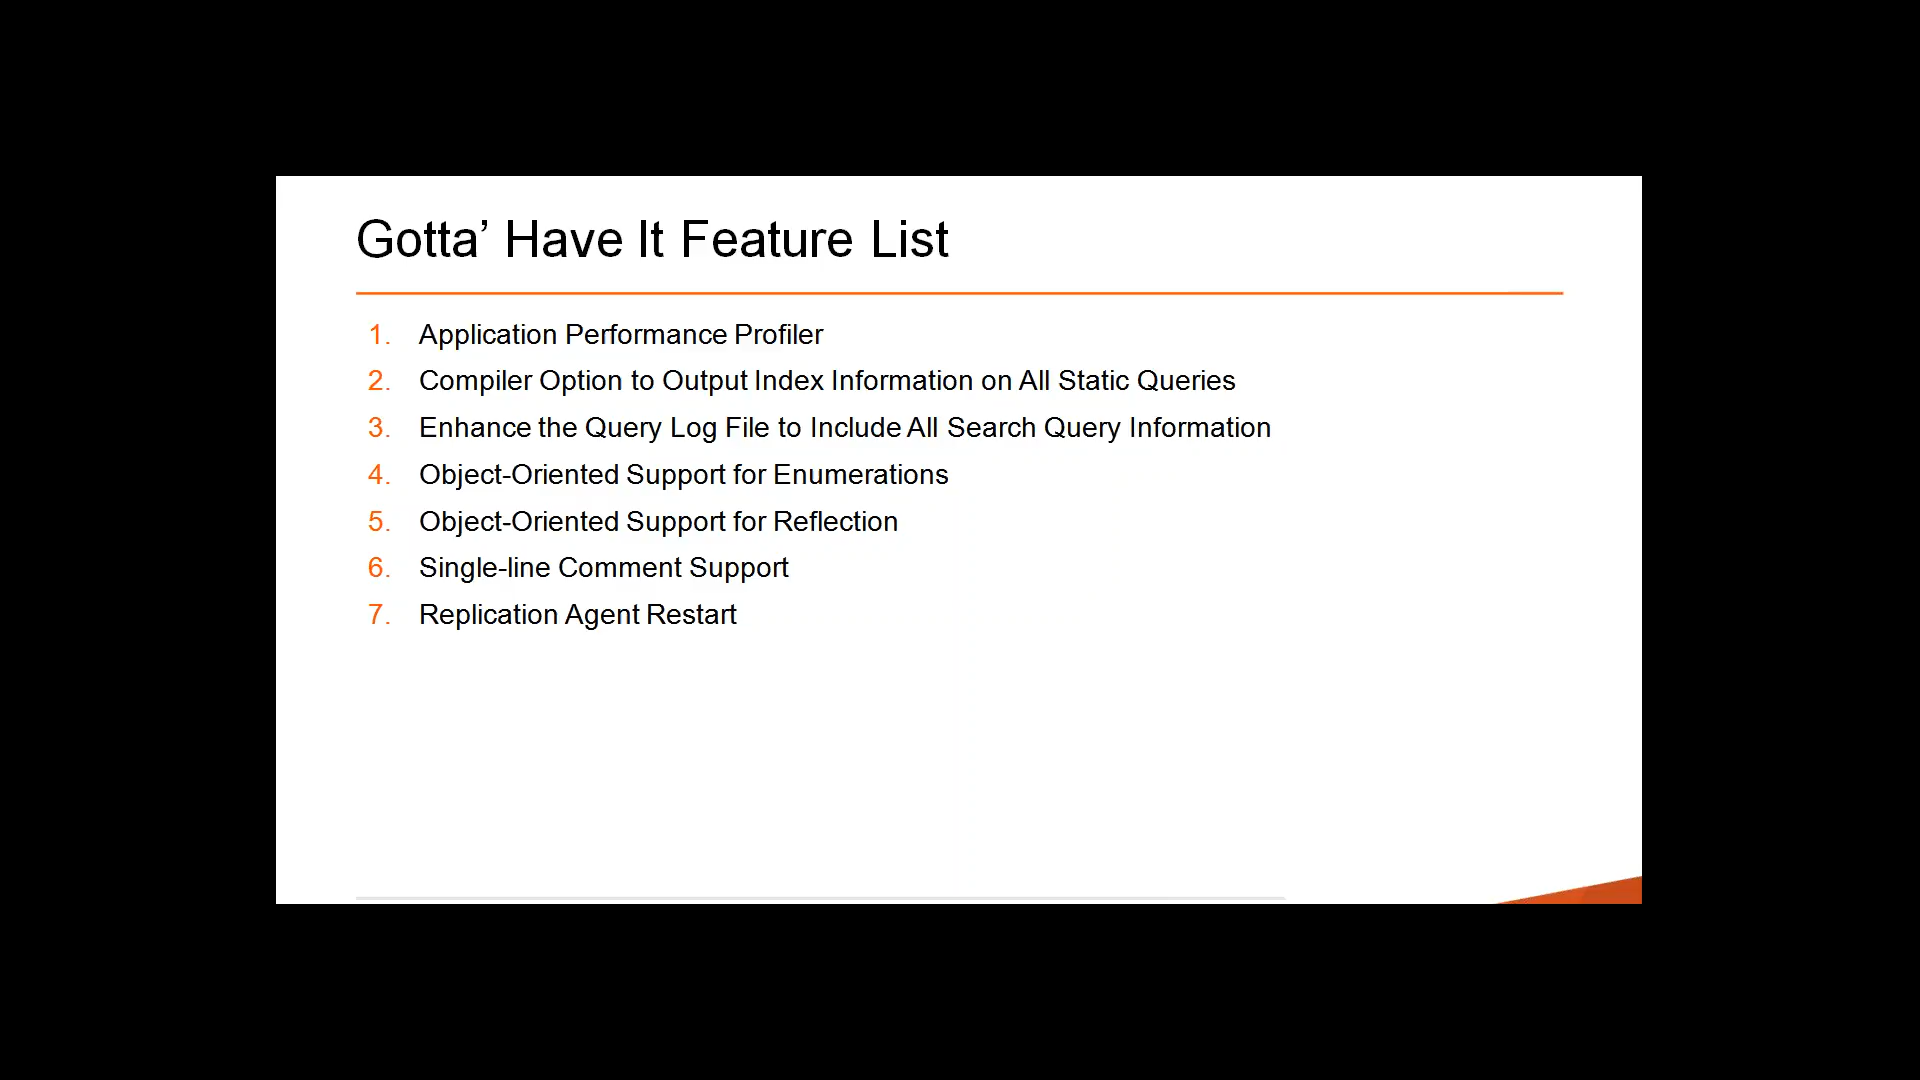 Gotta’ Have It Feature List
1. Application Performance Profiler
2. Compiler Option to Output Index Information on All Static Queries
3. Enhance the Query Log File to Include All Search Query Information
4. Object-Oriented Support for Enumerations
5. Object-Oriented Support for Reflection
6. Single-line Comment Support
7. Replication Agent Restart